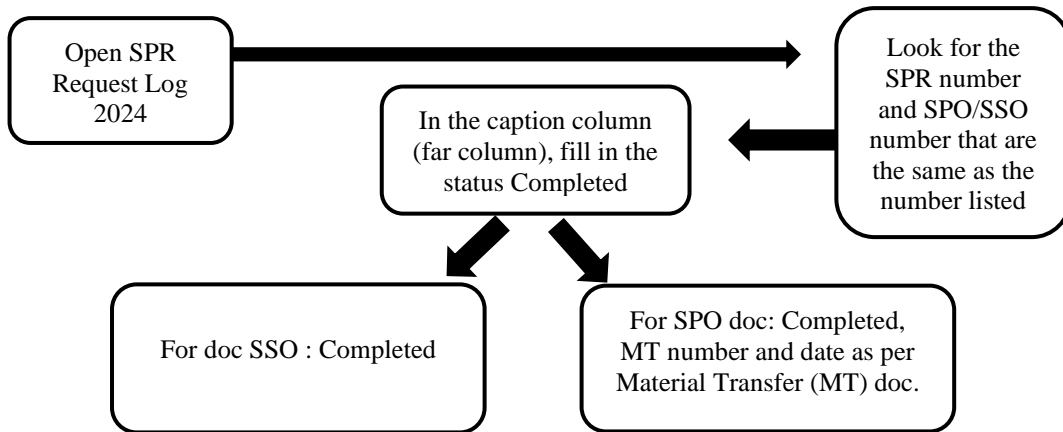 Open SPR
Request Log
2024
Look for the
SPR number
and SPO/SSO
number that are
the same as the
number listed
In the caption column
(far column), fill in the
status Completed
For doc SSO : Completed
For SPO doc: Completed,
MT number and date as per
Material Transfer (MT) doc.